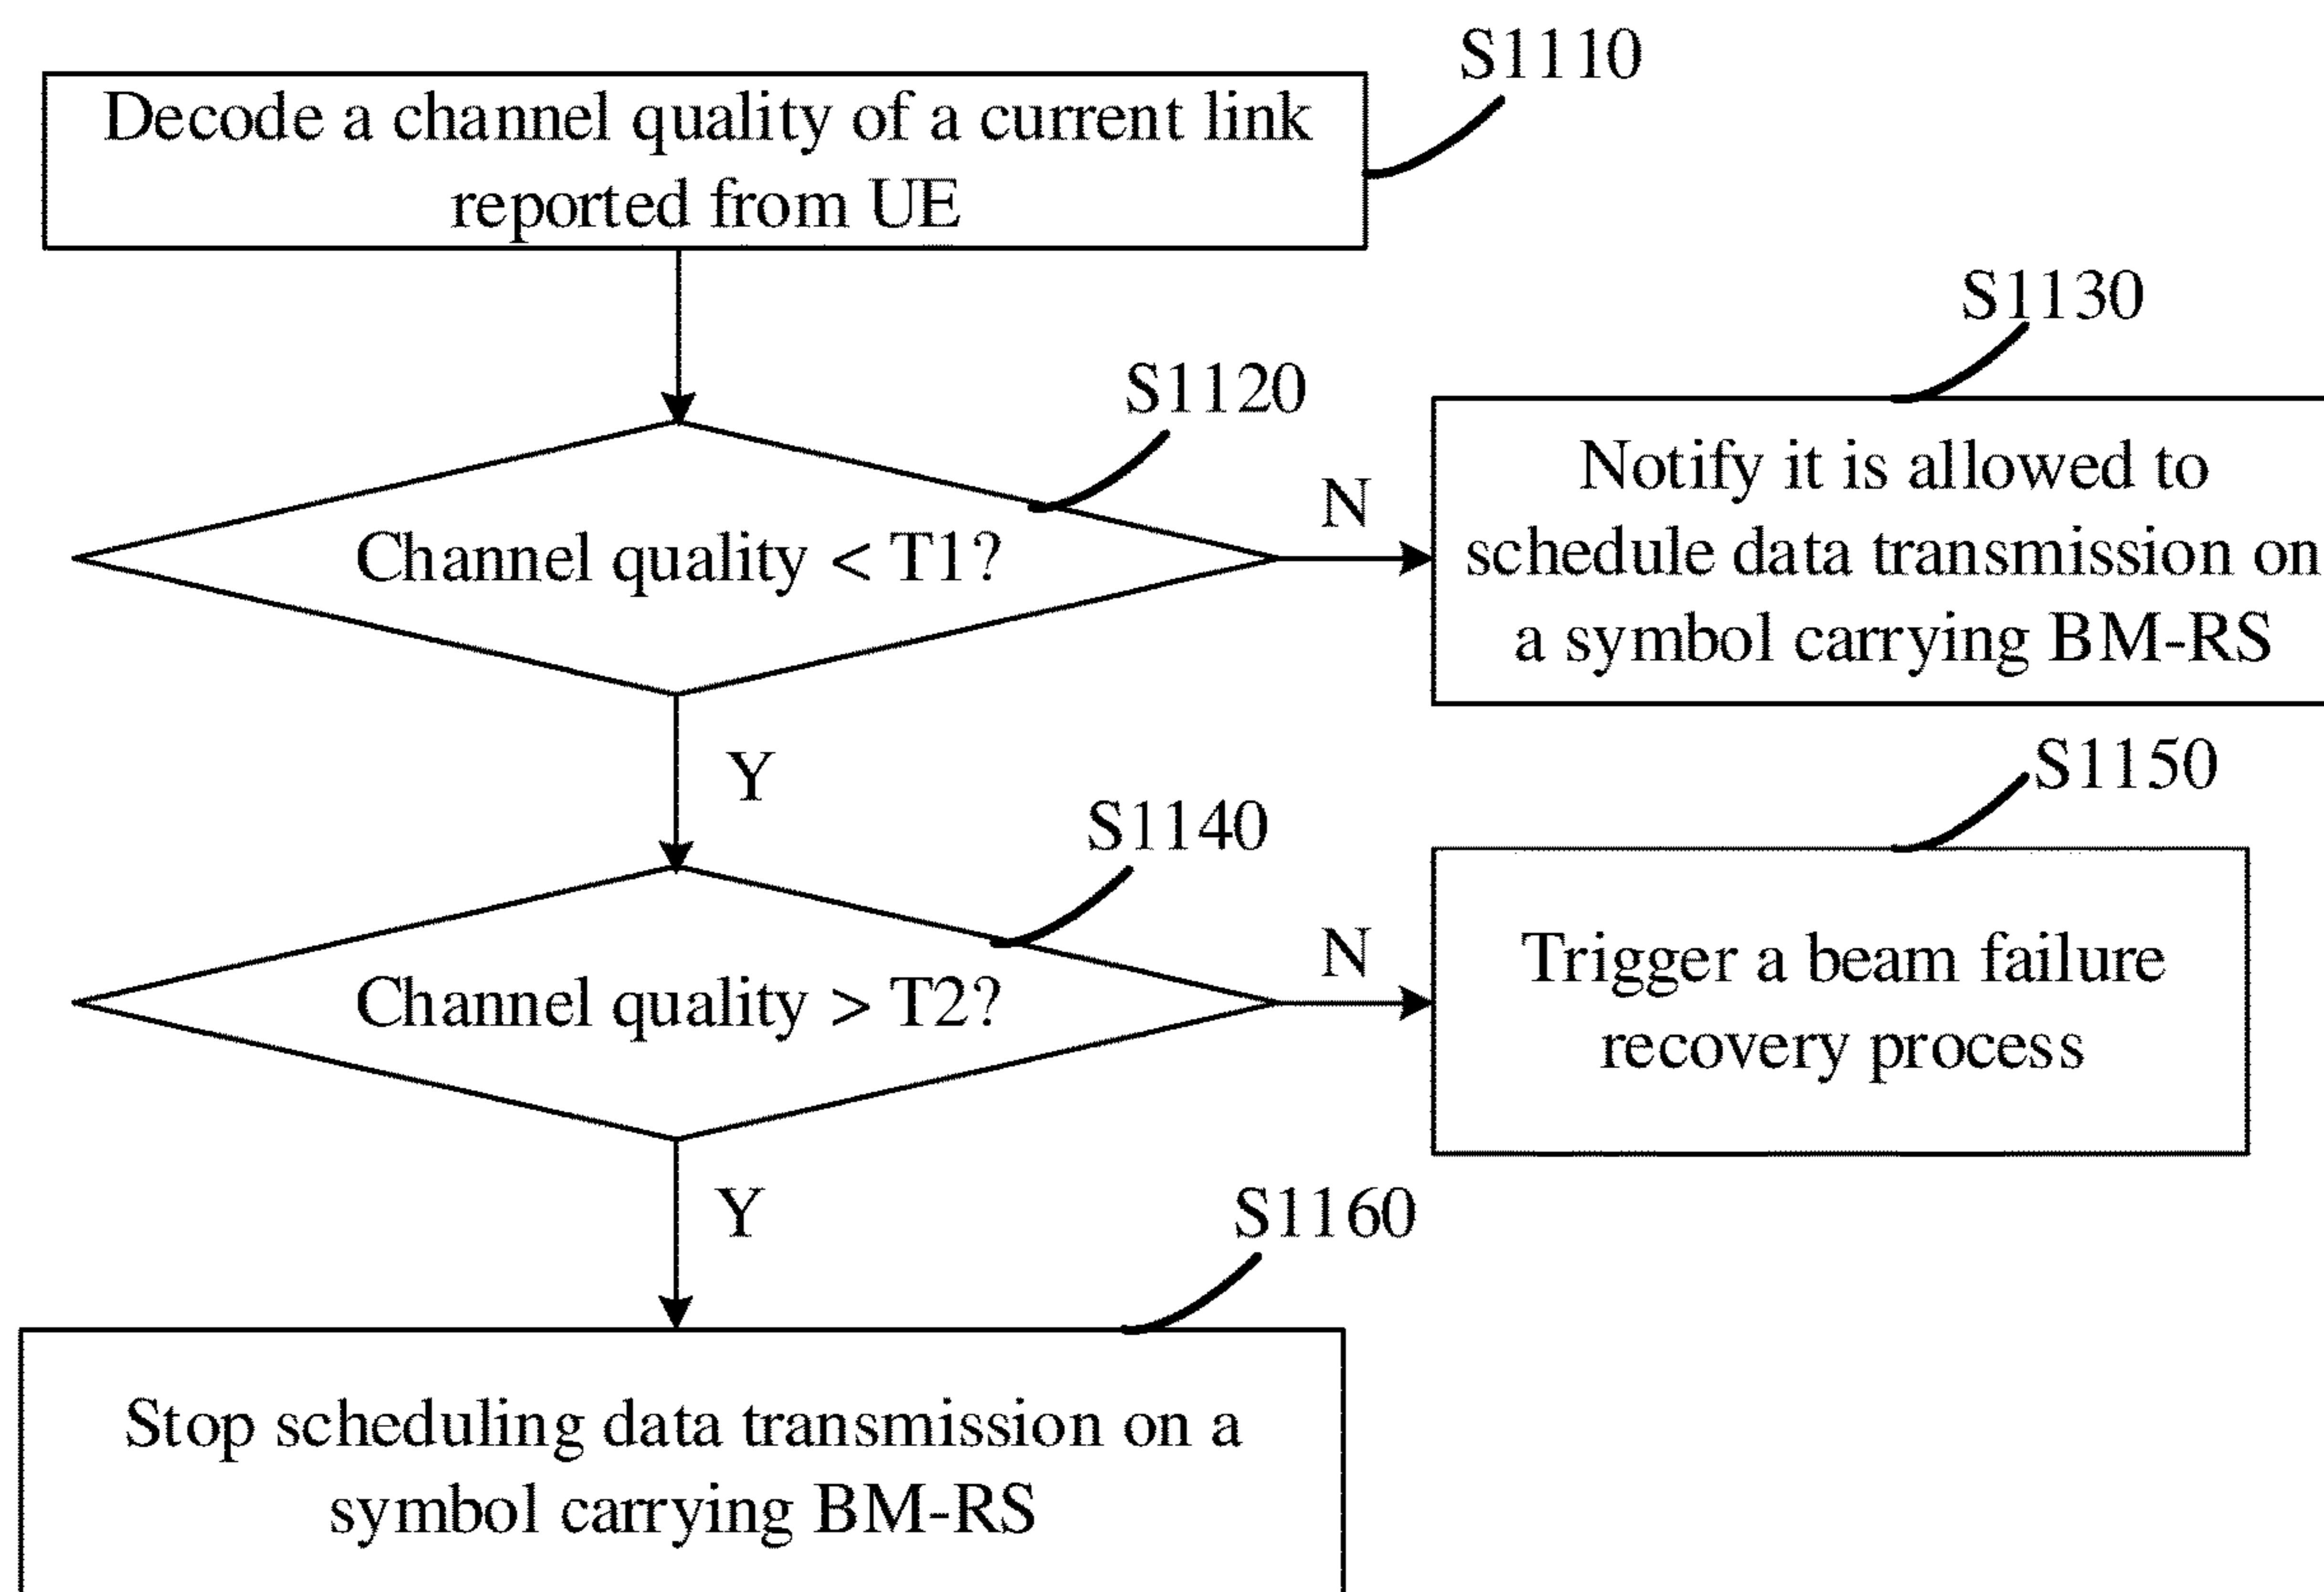 S1110
Decode a channel quality of a current link
reported from UE
S1130
S1120
Notify it is allowed to
N
schedule data transmission on
Channel quality < T1?
a symbol carrying BM-RS
Y
S1150
S1140
N
Trigger a beam failure
Channel quality > T2?
recovery process
Y
S1160
Stop scheduling data transmission on a
symbol carrying BM-RS